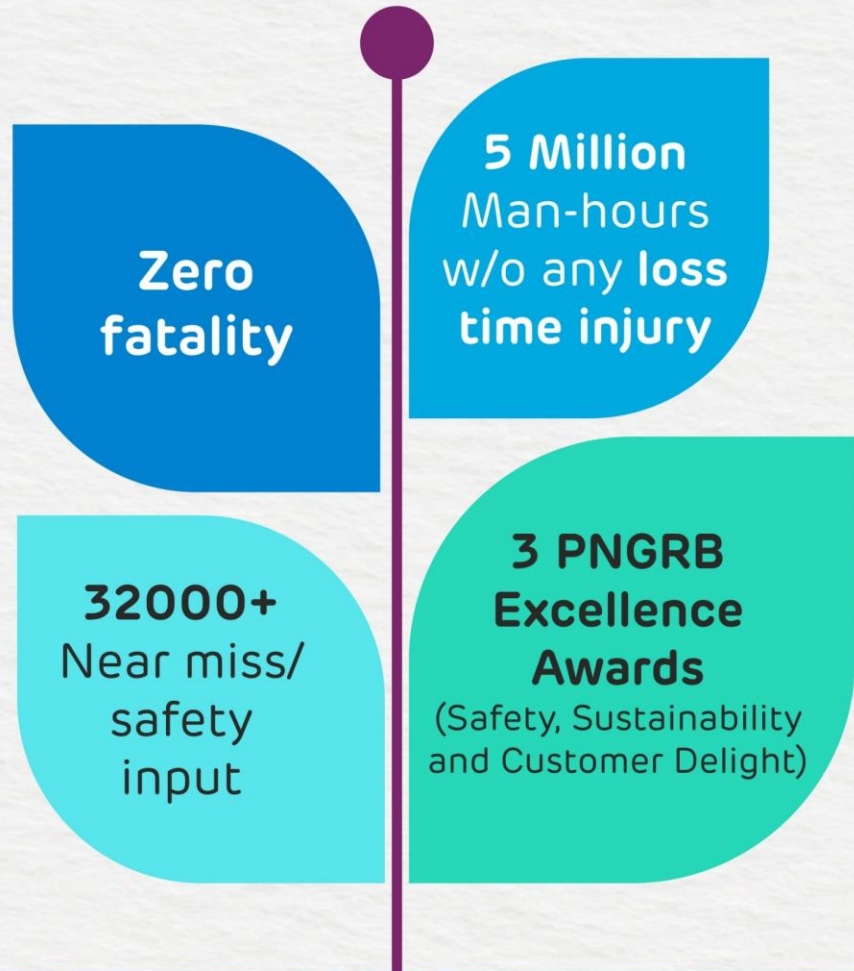 Zero
fatality
5 Million
Man-hours
w/o any loss
time injury
32000+
Near miss/
safety
input
3 PNGRB
Excellence
Awards
(Safety, Sustainability
and Customer Delight)